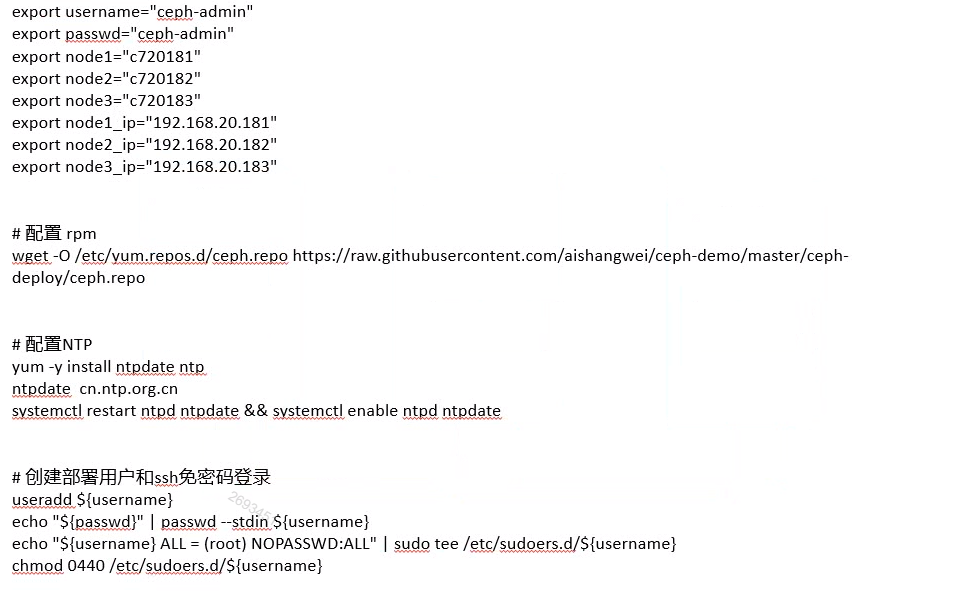 export username="ceph-admin"
export passwd="ceph-admin"
export node1="c720181"
export node2="c720182"
export node3="c720183"
export node1_ip="192.168.20.181"
export node2_ip="192.168.20.182"
export node3_ip="192.168.20.183"
# 配置 rpm
wget -O /etc/yum.repos.d/ceph.repo https://raw.githubusercontent.com/aishangwei/ceph-demo/master/ceph-
deploy/ceph.repo
# 配置NTP
yum -y install ntpdate ntp
ntpdate  cn.ntp.org.cn
systemctl restart ntpd ntpdate && systemctl enable ntpd ntpdate
# 创建部署用户和ssh免密码登录
useradd ${username}
echo "${passwd}" | passwd --stdin ${username}
echo "${username} ALL = (root) NOPASSWD:ALL" | sudo tee /etc/sudoers.d/${username}
chmod 0440 /etc/sudoers.d/${username}